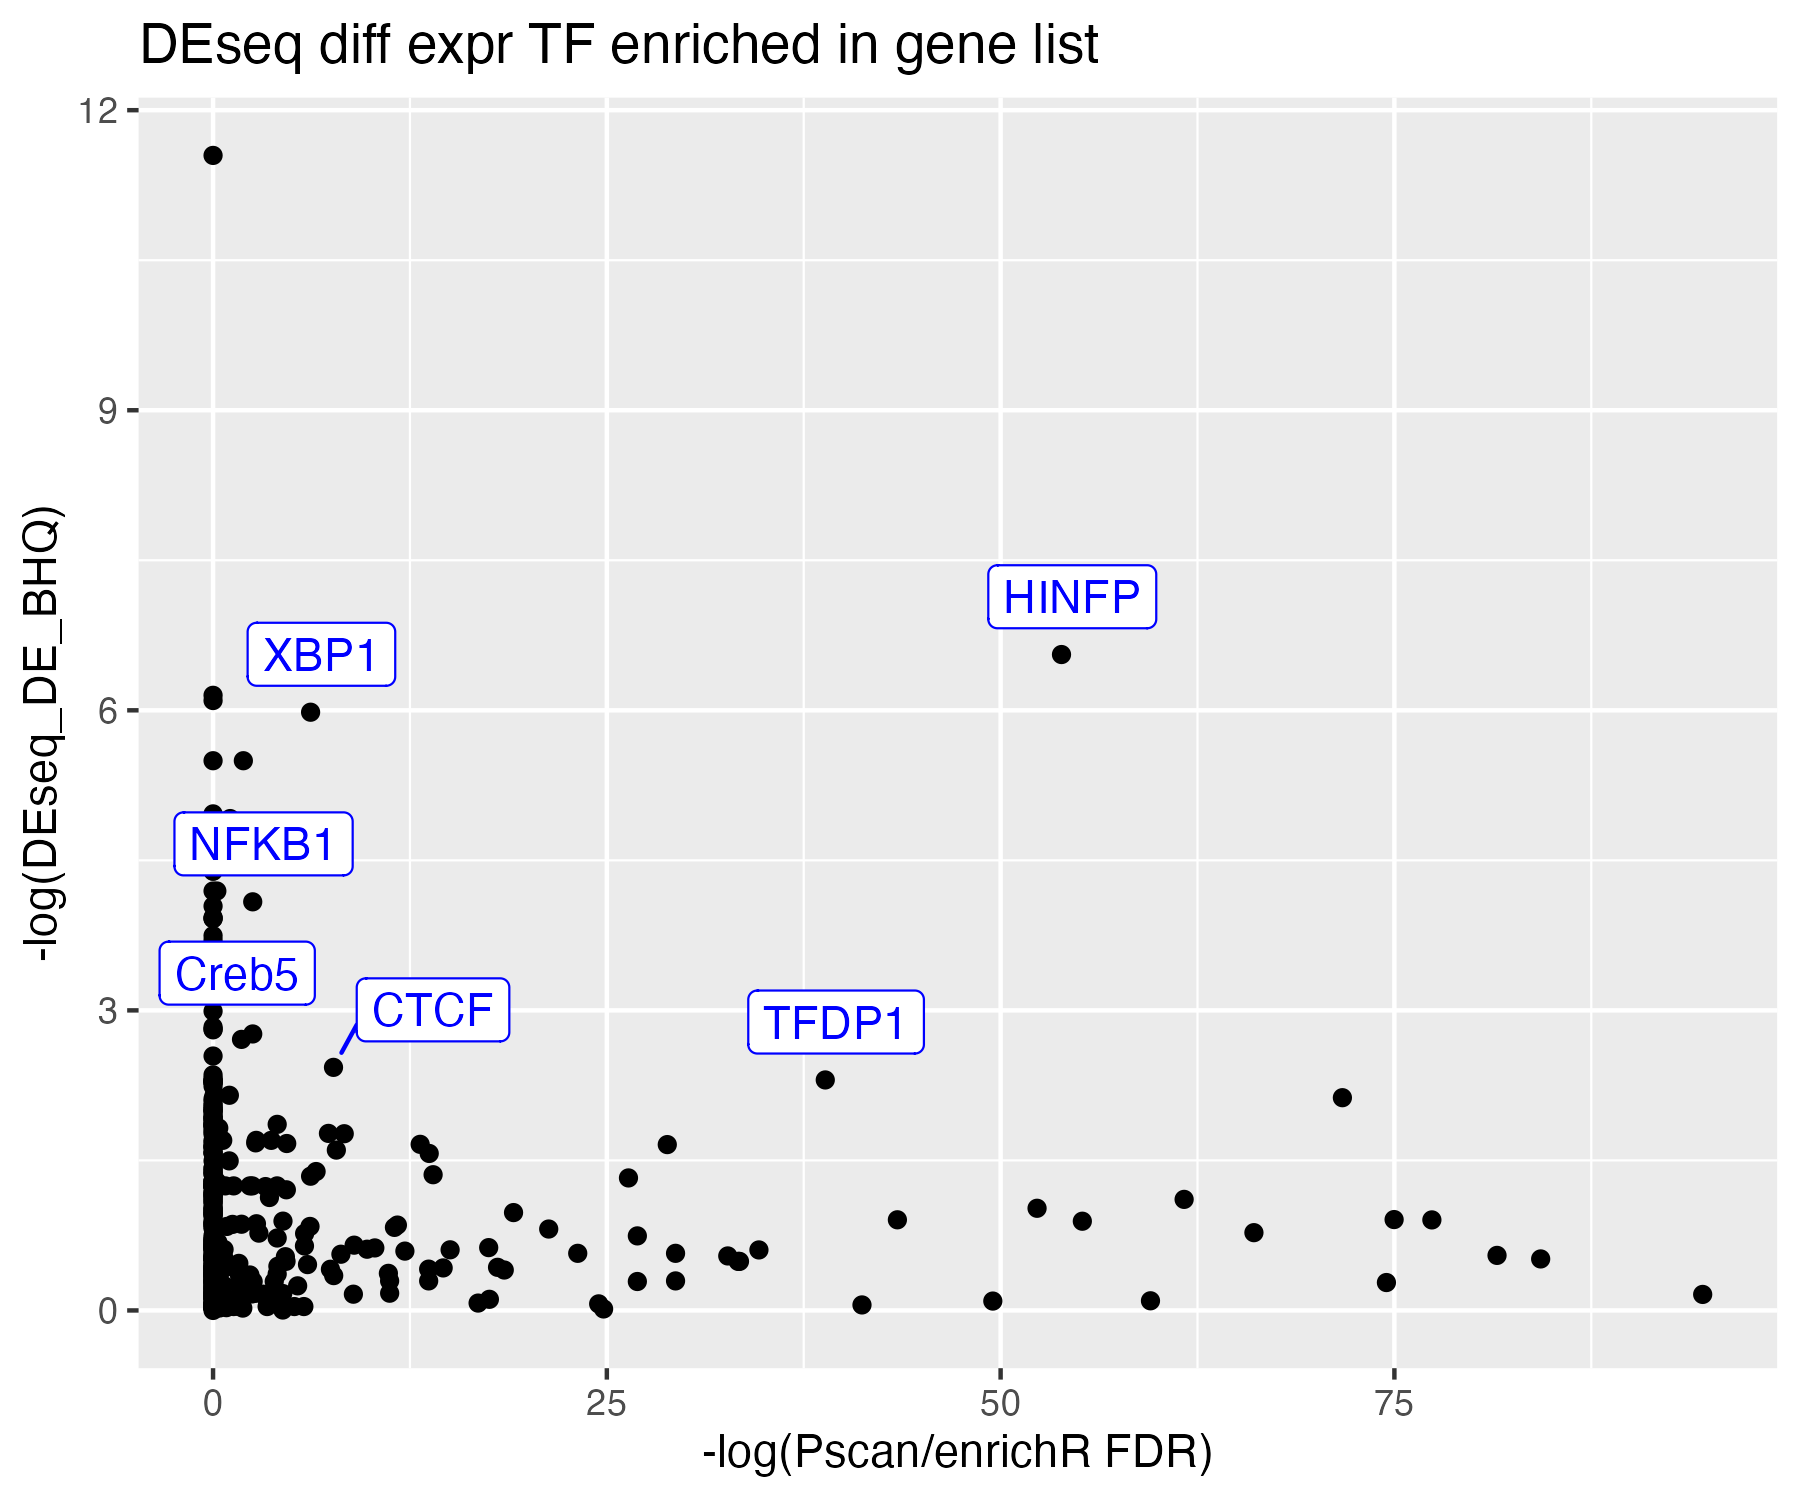 DEseq diff expr TF enriched in gene list
12
9
6
3
0
-log(DEseq_DE_BHQ)
HINFP
XBP1
NFKB1
Creb5
CTCF
TFDP1
0
25
50
75
-log(Pscan/enrichR FDR)